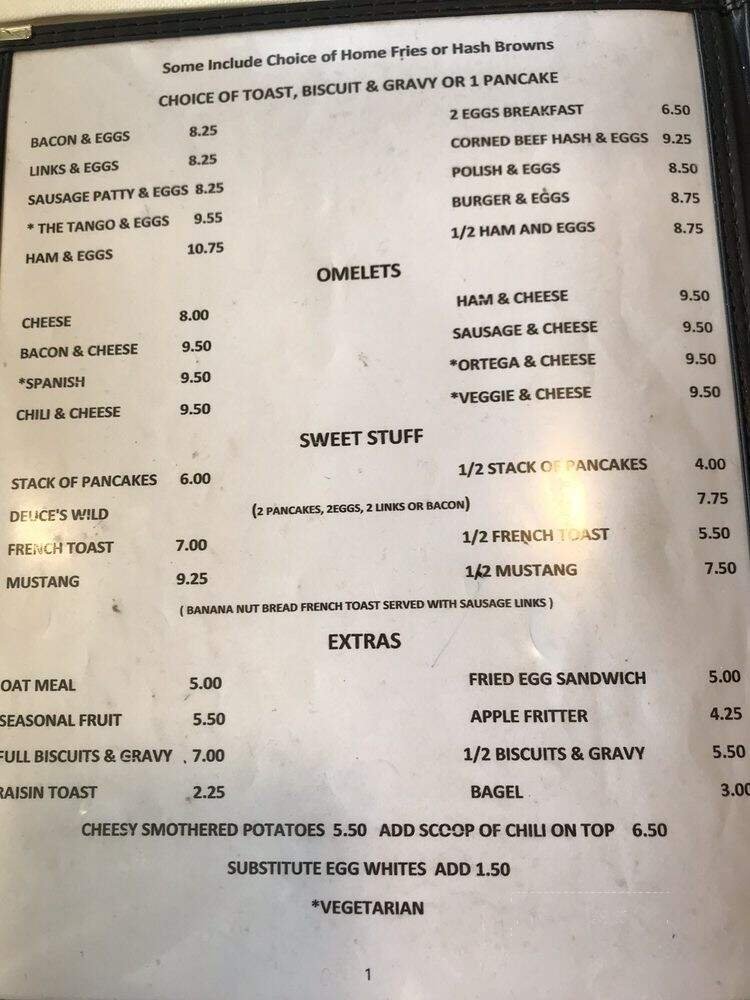 Some Include Choice of Home Fries or Hash Browns
CHOICE OF TOAST, BISCUIT & GRAVY OR 1 PANCAKE
BACON & EGGS 8.25
LINKS & EGGS 8.25
SAUSAGE PATTY & EGGS 8.25
* THE TANGO & EGGS 9.55
HAM & EGGS 10.75
2 EGGS BREAKFAST 6.50
CORNED BEEF HASH & EGGS 9.25
POLISH & EGGS 8.50
BURGER & EGGS 8.75
1/2 HAM AND EGGS 8.75
OMELETS
CHEESE 8.00
BACON & CHEESE 9.50
*SPANISH 9.50
CHILI & CHEESE 9.50
HAM & CHEESE 9.50
SAUSAGE & CHEESE 9.50
*ORTEGA & CHEESE 9.50
*VEGGIE & CHEESE 9.50
SWEET STUFF
STACK OF PANCAKES 6.00 1/2 STACK OF PANCAKES 4.00
DEUCE'S WILD (2 PANCAKES, 2EGGS, 2 LINKS OR BACON) 7.75
FRENCH TOAST 7.00 1/2 FRENCH TOAST 5.50
MUSTANG 9.25 1/2 MUSTANG 7.50
( BANANA NUT BREAD FRENCH TOAST SERVED WITH SAUSAGE LINKS )
EXTRAS
OAT MEAL 5.00
SEASONAL FRUIT 5.50
FULL BISCUITS & GRAVY 7.00
RAISIN TOAST 2.25
FRIED EGG SANDWICH 5.00
APPLE FRITTER 4.25
1/2 BISCUITS & GRAVY 5.50
BAGEL 3.00
CHEESY SMOTHERED POTATOES 5.50 ADD SCOOP OF CHILI ON TOP 6.50
SUBSTITUTE EGG WHITES ADD 1.50
*VEGETARIAN
1